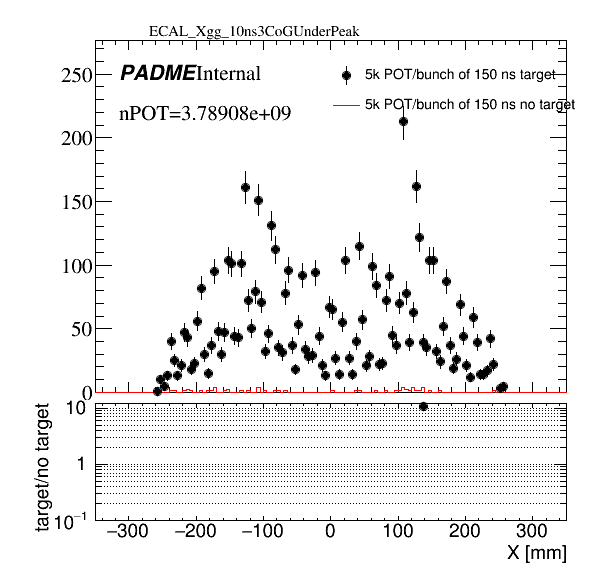 ECAL_Xgg_10ns3CoGUnderPeak
PADME Internal
nPOT=3.78908e+09
5k POT/bunch of 150 ns target
5k POT/bunch of 150 ns no target
250
200
150
100
50
0
target/no target
10
1
10⁻¹
−300 −200 −100 0 100 200 300
X [mm]